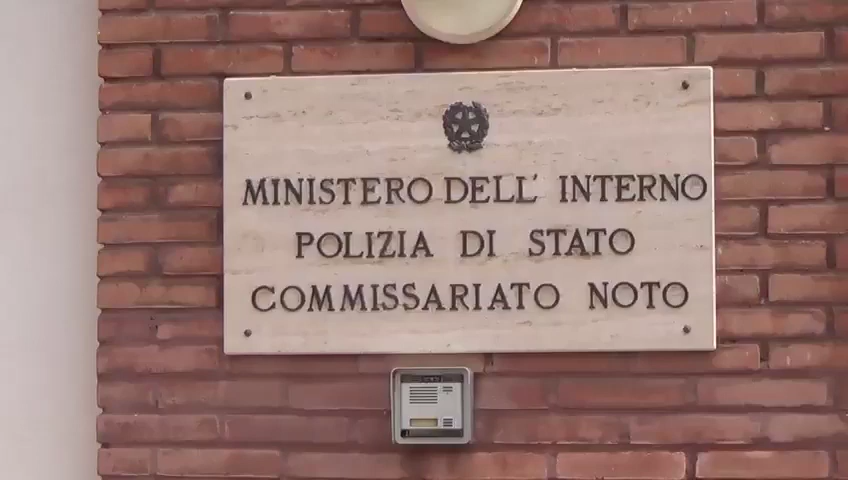 MINISTERO DELL' INTERNO
POLIZIA DI STATO
COMMISSARIATO NOTO